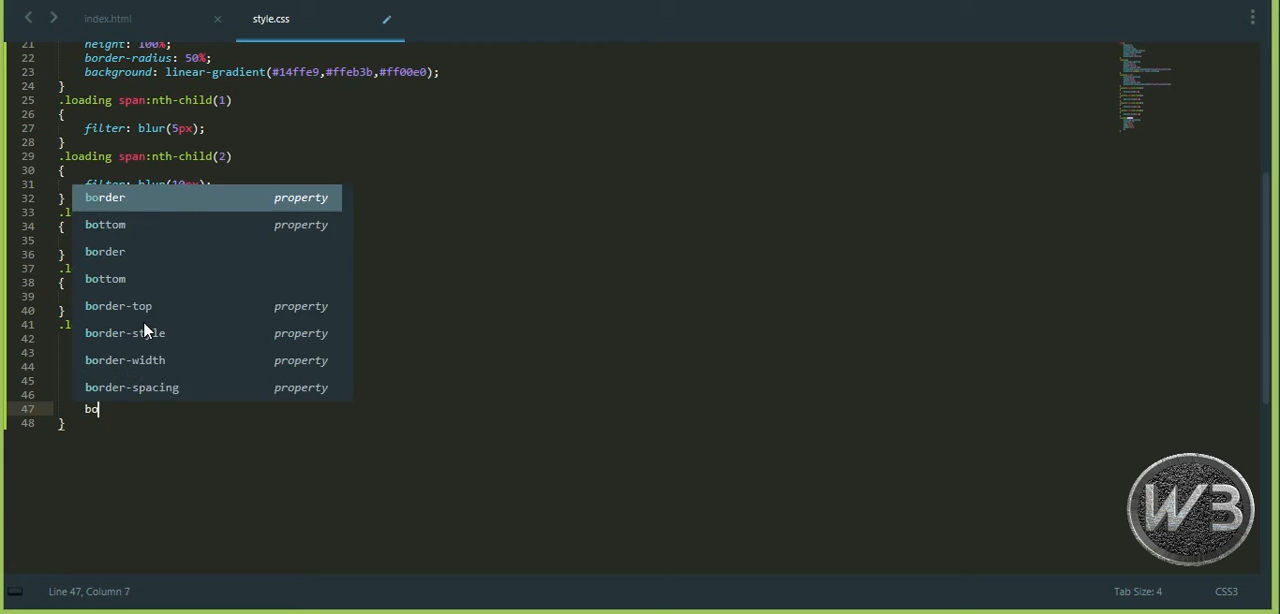 index.html
style.css
21 height: 100%;
22 border-radius: 50%;
23 background: linear-gradient(#14ffe9,#ffeb3b,#ff00e0);
24 }
25 .loading span:nth-child(1)
26 {
27 filter: blur(5px);
28 }
29 .loading span:nth-child(2)
30 {
31 filter: blur(10px);
32 }
border property
33 .l
bottom property
34 {
35
border
36 }
37 .l
bottom
38 {
39
border-top property
40 }
41 .l
border-style property
42
43
border-width property
44
45
border-spacing property
46
47 bo
48 }
W3
Line 47, Column 7
Tab Size: 4
CSS3